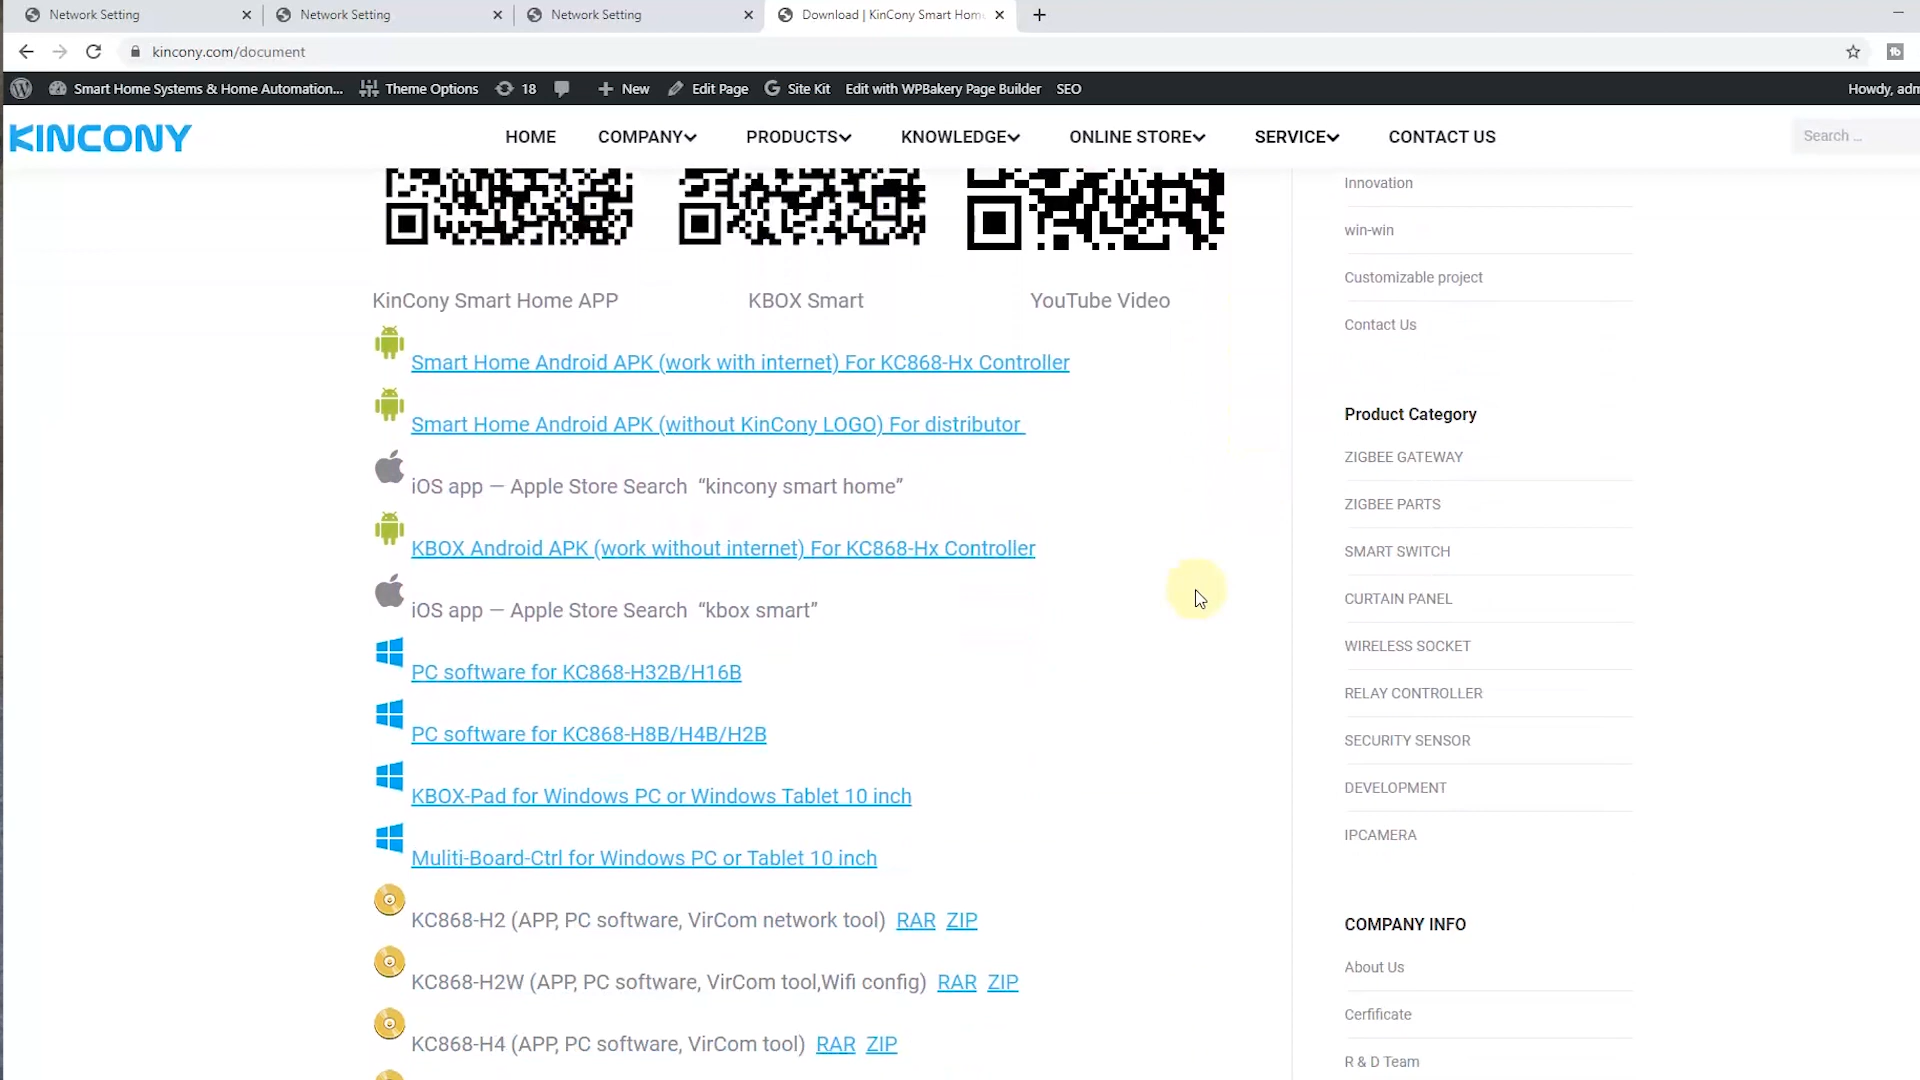 Network Setting
Network Setting
Network Setting
Download | KinCony Smart Hom
kincony.com/document
Smart Home Systems & Home Automation...
Theme Options
18
New
Edit Page
Site Kit
Edit with WPBakery Page Builder
SEO
Howdy, adm
KINCONY
HOME
COMPANY
PRODUCTS
KNOWLEDGE
ONLINE STORE
SERVICE
CONTACT US
Search ...
KinCony Smart Home APP
KBOX Smart
YouTube Video
Smart Home Android APK (work with internet) For KC868-Hx Controller
Smart Home Android APK (without KinCony LOGO) For distributor
iOS app — Apple Store Search “kincony smart home”
KBOX Android APK (work without internet) For KC868-Hx Controller
iOS app — Apple Store Search “kbox smart”
PC software for KC868-H32B/H16B
PC software for KC868-H8B/H4B/H2B
KBOX-Pad for Windows PC or Windows Tablet 10 inch
Muliti-Board-Ctrl for Windows PC or Tablet 10 inch
KC868-H2 (APP, PC software, VirCom network tool) RAR ZIP
KC868-H2W (APP, PC software, VirCom tool,Wifi config) RAR ZIP
KC868-H4 (APP, PC software, VirCom tool) RAR ZIP
Innovation
win-win
Customizable project
Contact Us
Product Category
ZIGBEE GATEWAY
ZIGBEE PARTS
SMART SWITCH
CURTAIN PANEL
WIRELESS SOCKET
RELAY CONTROLLER
SECURITY SENSOR
DEVELOPMENT
IPCAMERA
COMPANY INFO
About Us
Cerfificate
R & D Team